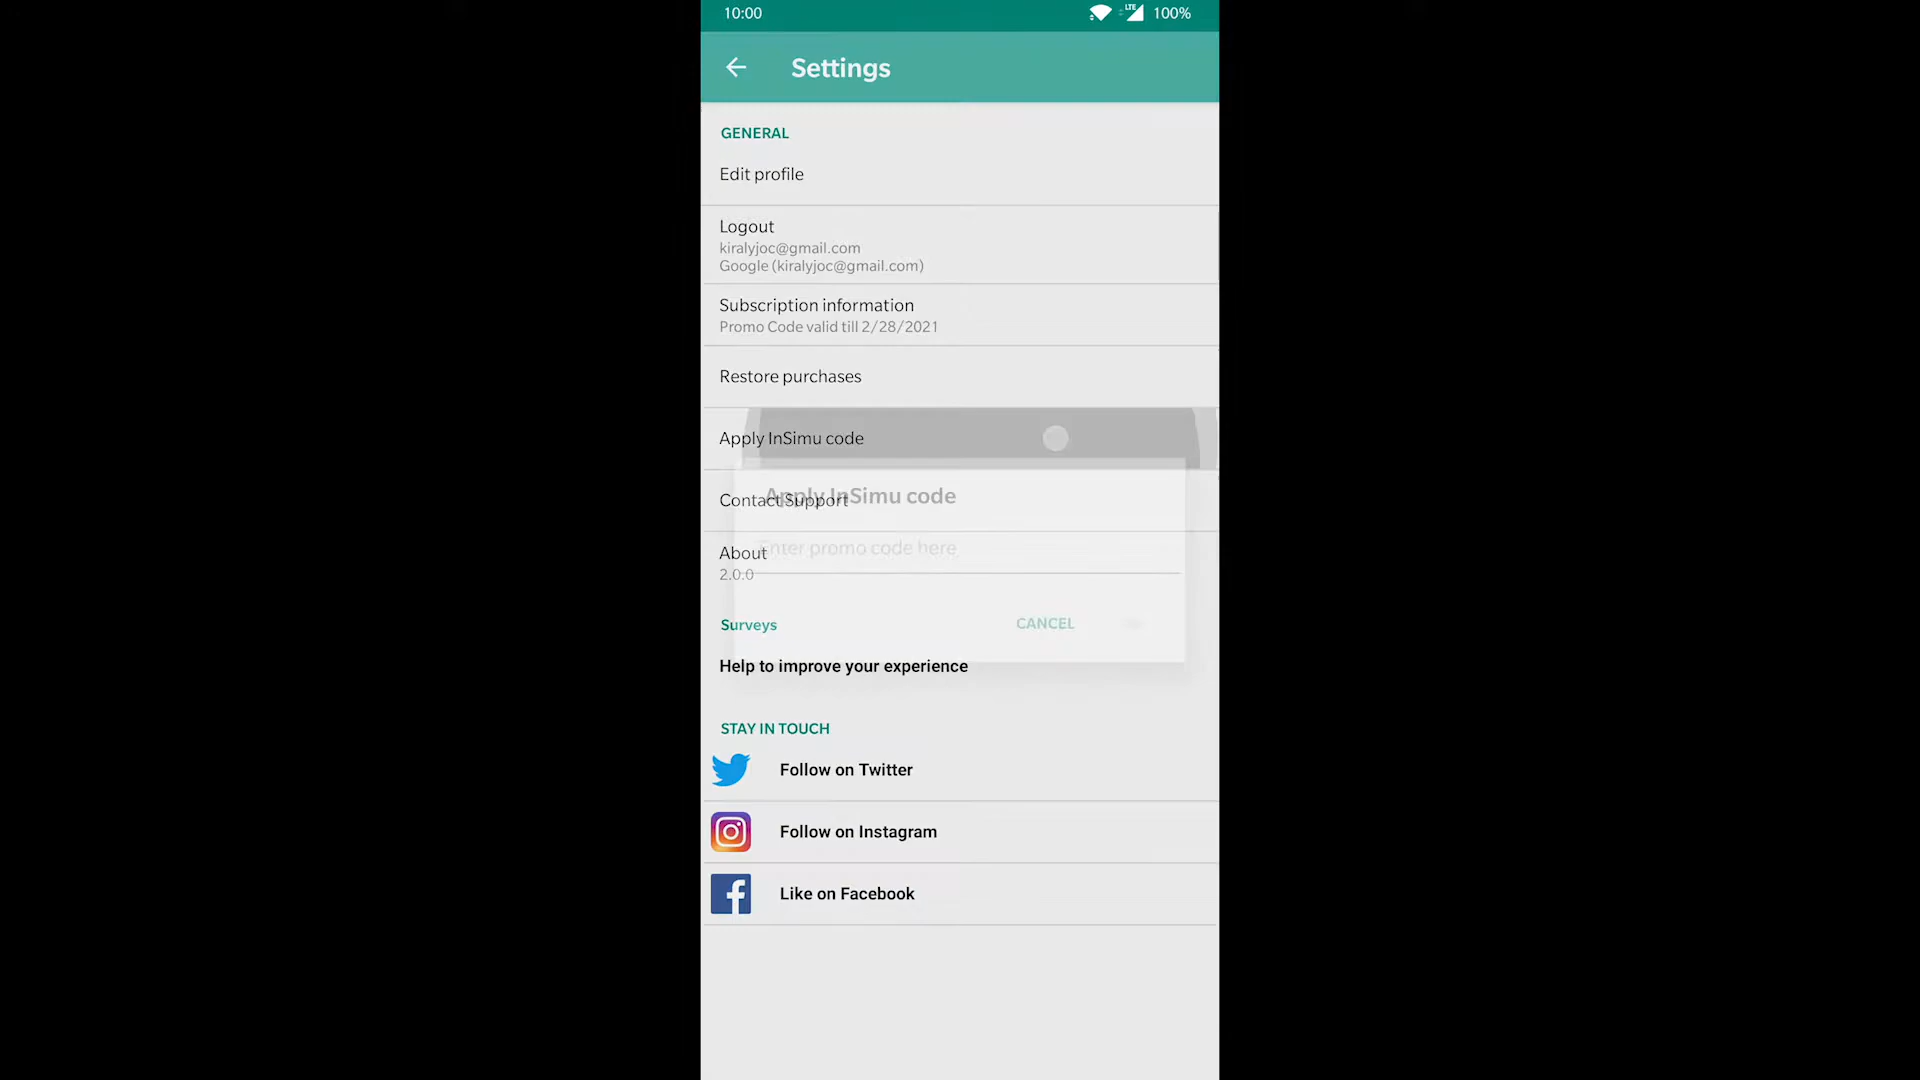 10:00
LTE
100%
Settings
GENERAL
Edit profile
Logout
kiralyjoc@gmail.com
Google (kiralyjoc@gmail.com)
Subscription information
Promo Code valid till 2/28/2021
Restore purchases
Apply InSimu code
Apply InSimu code
Contact Support
Enter promo code here
About
2.0.0
CANCEL
Surveys
Help to improve your experience
STAY IN TOUCH
Follow on Twitter
Follow on Instagram
Like on Facebook